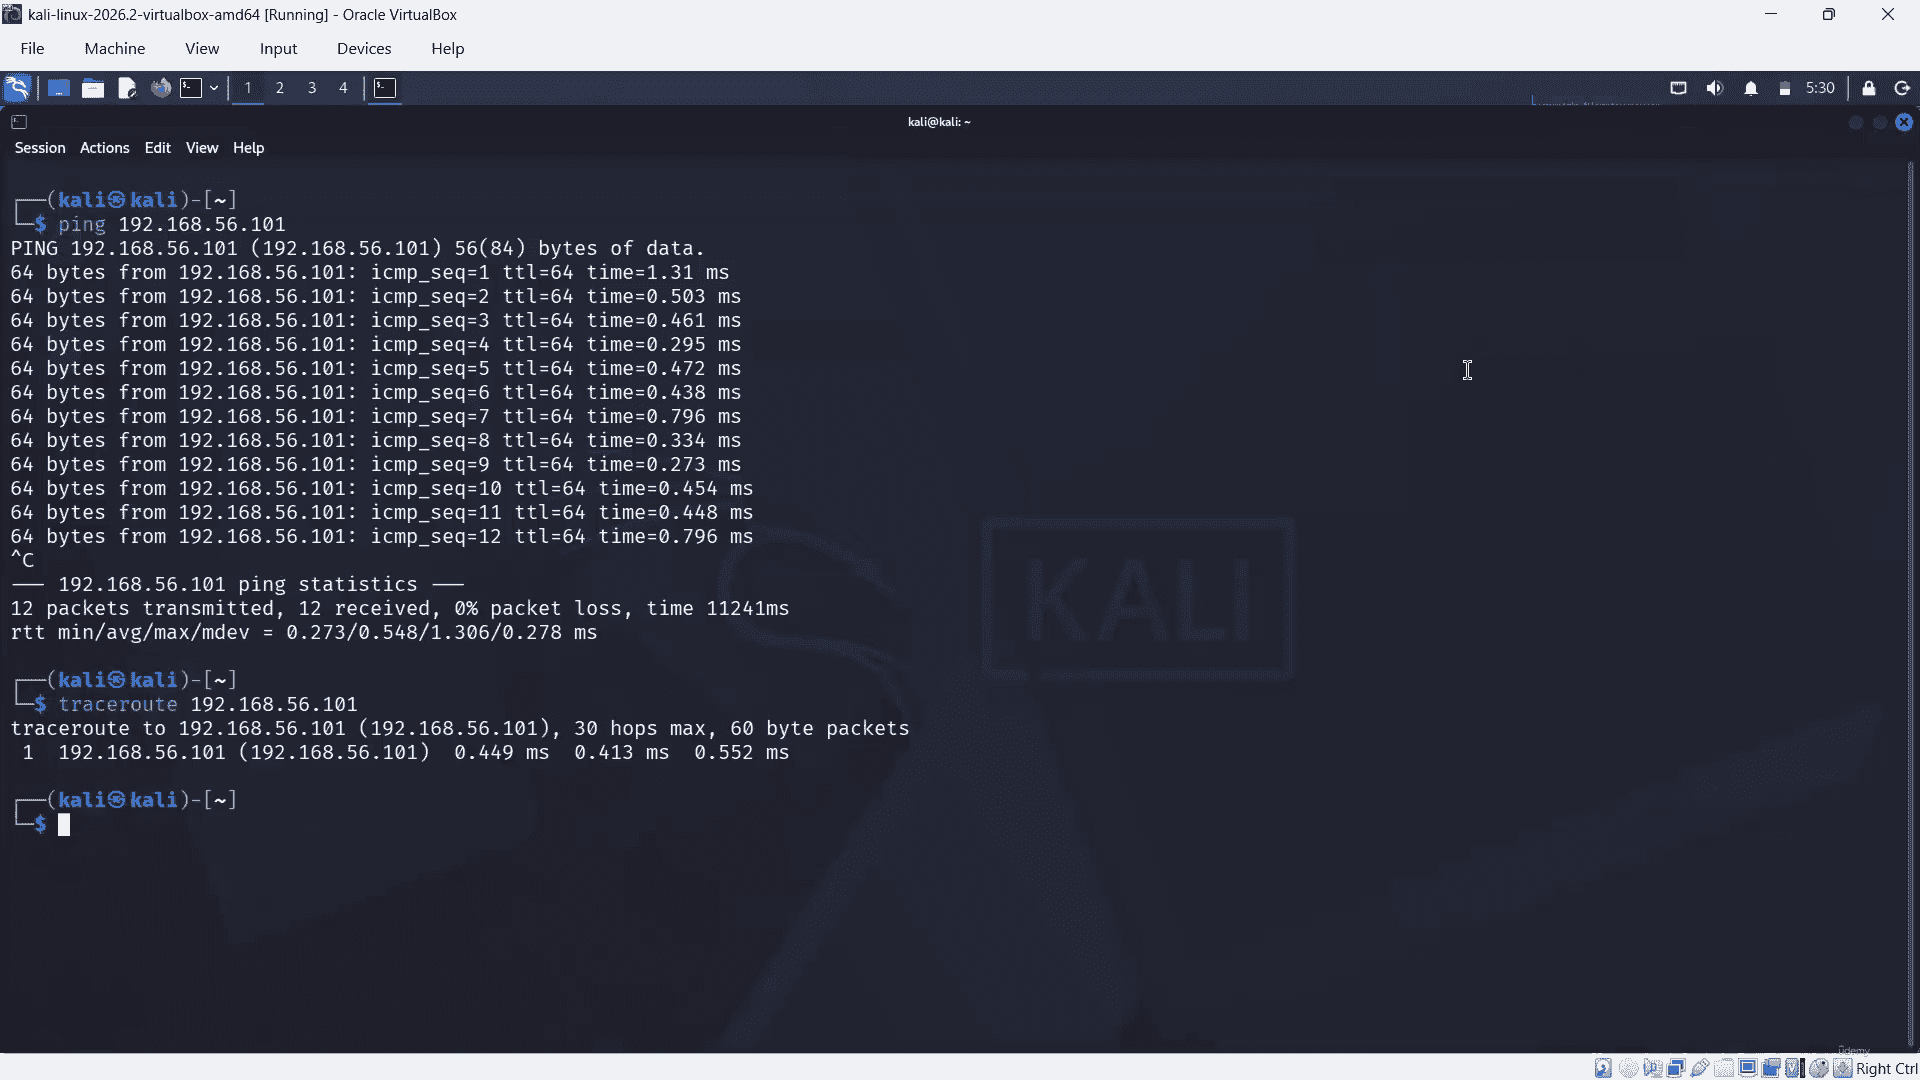 kali-linux-2026.2-virtualbox-amd64 [Running] - Oracle VirtualBox
File Machine View Input Devices Help
1 2 3 4 5:30
kali@kali: ~
Session Actions Edit View Help
┌──(kali㉿kali)-[~]
└─$ ping 192.168.56.101
PING 192.168.56.101 (192.168.56.101) 56(84) bytes of data.
64 bytes from 192.168.56.101: icmp_seq=1 ttl=64 time=1.31 ms
64 bytes from 192.168.56.101: icmp_seq=2 ttl=64 time=0.503 ms
64 bytes from 192.168.56.101: icmp_seq=3 ttl=64 time=0.461 ms
64 bytes from 192.168.56.101: icmp_seq=4 ttl=64 time=0.295 ms
64 bytes from 192.168.56.101: icmp_seq=5 ttl=64 time=0.472 ms
64 bytes from 192.168.56.101: icmp_seq=6 ttl=64 time=0.438 ms
64 bytes from 192.168.56.101: icmp_seq=7 ttl=64 time=0.796 ms
64 bytes from 192.168.56.101: icmp_seq=8 ttl=64 time=0.334 ms
64 bytes from 192.168.56.101: icmp_seq=9 ttl=64 time=0.273 ms
64 bytes from 192.168.56.101: icmp_seq=10 ttl=64 time=0.454 ms
64 bytes from 192.168.56.101: icmp_seq=11 ttl=64 time=0.448 ms
64 bytes from 192.168.56.101: icmp_seq=12 ttl=64 time=0.796 ms
^C
── 192.168.56.101 ping statistics ──
12 packets transmitted, 12 received, 0% packet loss, time 11241ms
rtt min/avg/max/mdev = 0.273/0.548/1.306/0.278 ms
KALI
┌──(kali㉿kali)-[~]
└─$ traceroute 192.168.56.101
traceroute to 192.168.56.101 (192.168.56.101), 30 hops max, 60 byte packets
1 192.168.56.101 (192.168.56.101) 0.449 ms 0.413 ms 0.552 ms
┌──(kali㉿kali)-[~]
└─$
udemy
Right Ctrl